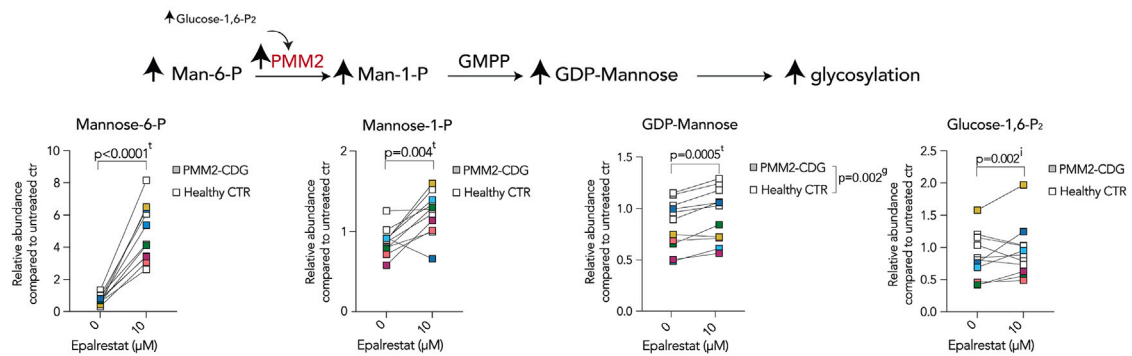 Glucose-1,6-P2
Man-6-P PMM2 Man-1-P GMPP GDP-Mannose glycosylation
Mannose-6-P
p<0.0001t
PMM2-CDG
Healthy CTR
Relative abundance
compared to untreated ctr
10
8
6
4
2
0
0 10
Epalrestat (μM)
Mannose-1-P
p=0.004t
PMM2-CDG
Healthy CTR
Relative abundance
compared to untreated ctr
2
1
0
0 10
Epalrestat (μM)
GDP-Mannose
p=0.0005t
PMM2-CDG
Healthy CTR
p=0.002g
Relative abundance
compared to untreated ctr
1.5
1.0
0.5
0.0
0 10
Epalrestat (μM)
Glucose-1,6-P2
p=0.002i
PMM2-CDG
Healthy CTR
Relative abundance
compared to untreated ctr
2.5
2.0
1.5
1.0
0.5
0.0
0 10
Epalrestat (μM)